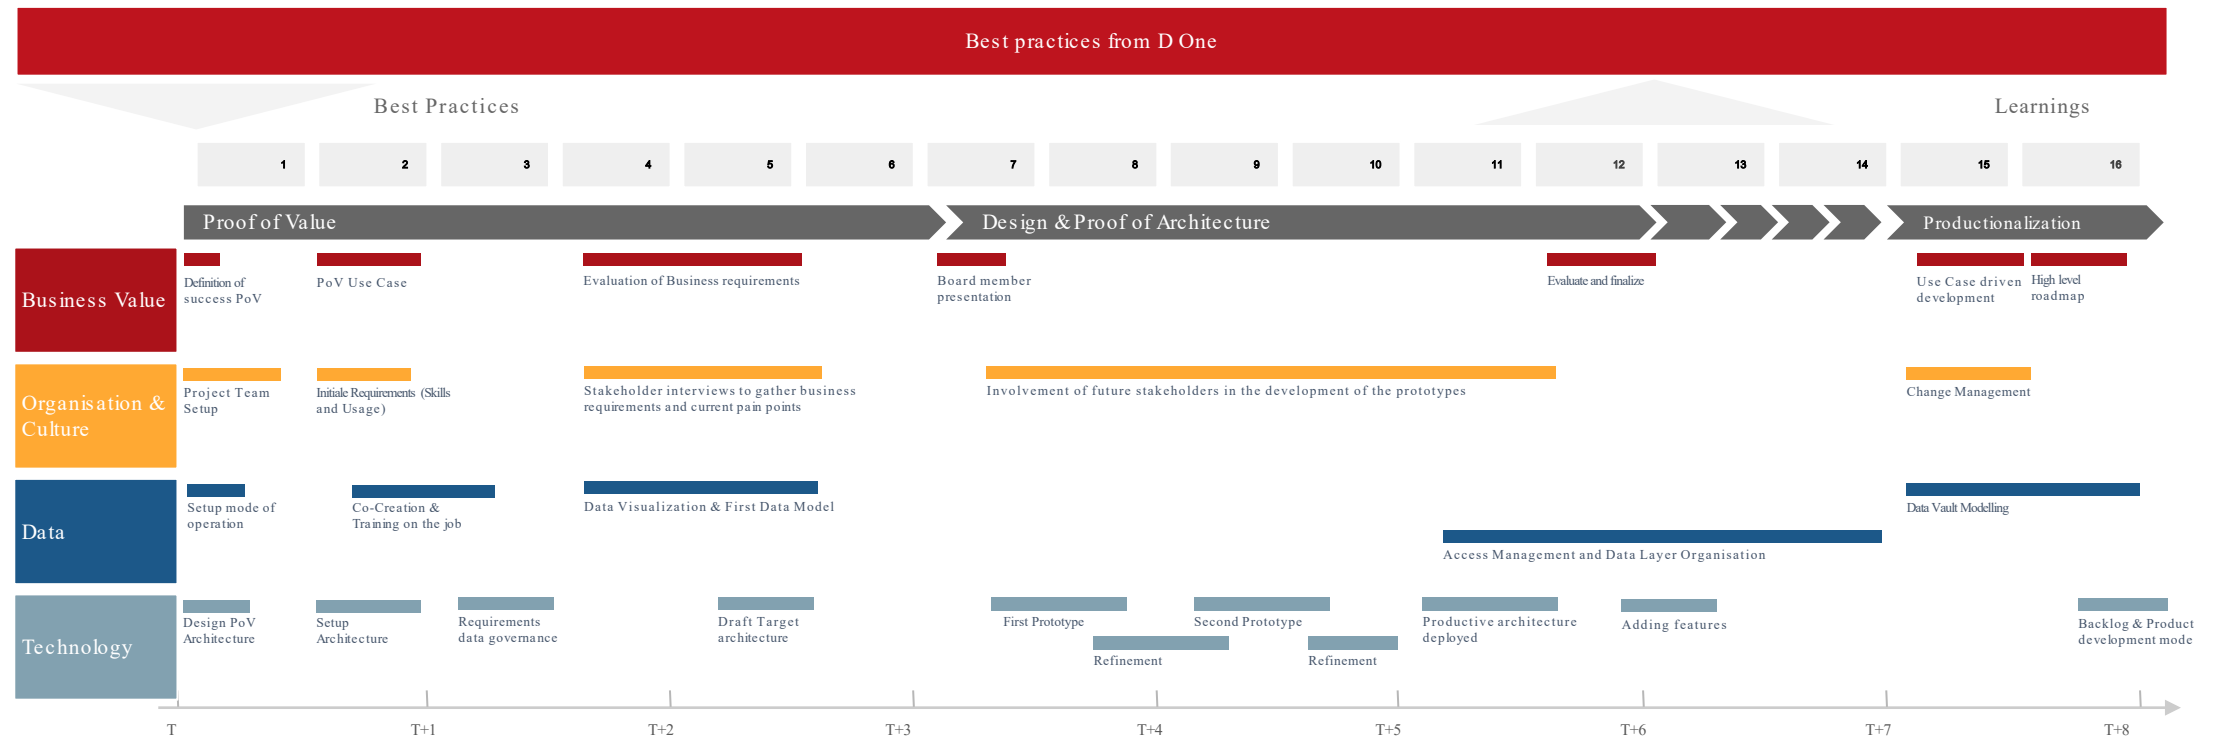 Best practices from D One
Best Practices
Learnings
1 2 3 4 5 6 7 8 9 10 11 12 13 14 15 16
Proof of Value
Design & Proof of Architecture
Productionalization
Business Value
Definition of
success PoV
PoV Use Case
Evaluation of Business requirements
Board member
presentation
Evaluate and finalize
Use Case driven
development
High level
roadmap
Organisation &
Culture
Project Team
Setup
Initiale Requirements (Skills
and Usage)
Stakeholder interviews to gather business
requirements and current pain points
Involvement of future stakeholders in the development of the prototypes
Change Management
Data
Setup mode of
operation
Co-Creation &
Training on the job
Data Visualization & First Data Model
Access Management and Data Layer Organisation
Data Vault Modelling
Technology
Design PoV
Architecture
Setup
Architecture
Requirements
data governance
Draft Target
architecture
First Prototype
Refinement
Second Prototype
Refinement
Productive architecture
deployed
Adding features
Backlog & Product
development mode
T T+1 T+2 T+3 T+4 T+5 T+6 T+7 T+8